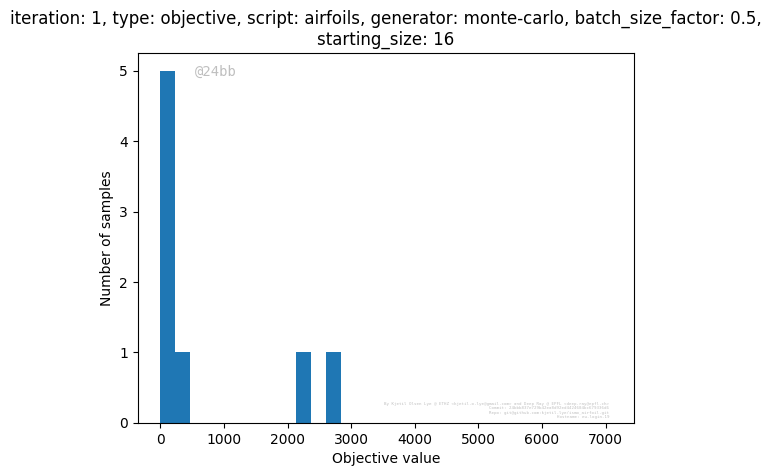 iteration: 1, type: objective, script: airfoils, generator: monte-carlo, batch_size_factor: 0.5,
starting_size: 16
@24bb
5
4
3
2
1
0
Number of samples
0 1000 2000 3000 4000 5000 6000 7000
Objective value